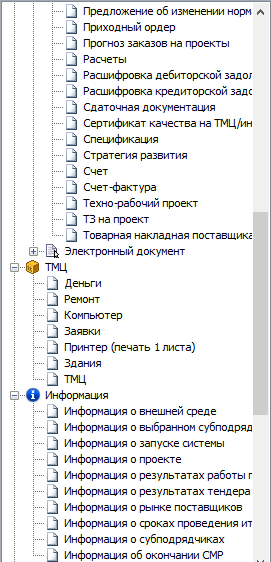 Предложение об изменении норм
Приходный ордер
Прогноз заказов на проекты
Расчеты
Расшифровка дебиторской задол
Расшифровка кредиторской задо
Сдаточная документация
Сертификат качества на ТМЦ/ин
Спецификация
Стратегия развития
Счет
Счет-фактура
Техно-рабочий проект
ТЗ на проект
Товарная накладная поставщика
Электронный документ
ТМЦ
Деньги
Ремонт
Компьютер
Заявки
Принтер (печать 1 листа)
Здания
ТМЦ
Информация
Информация о внешней среде
Информация о выбранном субподряд
Информация о запуске системы
Информация о проекте
Информация о результатах работы п
Информация о результатах тендера
Информация о рынке поставщиков
Информация о сроках проведения ит
Информация о субподрядчиках
Информация об окончании СМР